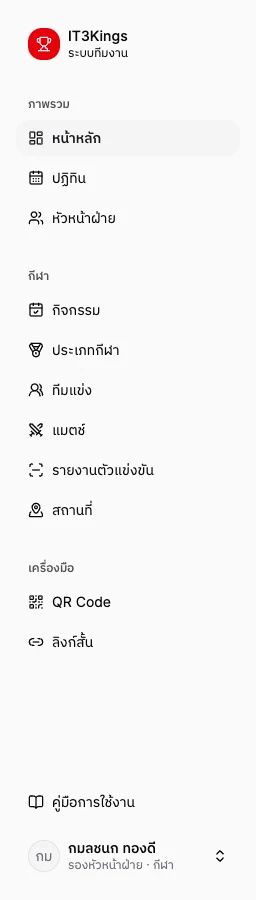 IT3Kings
ระบบทีมงาน
ภาพรวม
หน้าหลัก
ปฏิทิน
หัวหน้าฝ่าย
กีฬา
กิจกรรม
ประเภทกีฬา
ทีมแข่ง
แมตช์
รายงานตัวแข่งขัน
สถานที่
เครื่องมือ
QR Code
ลิงก์สั้น
คู่มือการใช้งาน
กม
กมลชนก ทองดี
รองหัวหน้าฝ่าย · กีฬา